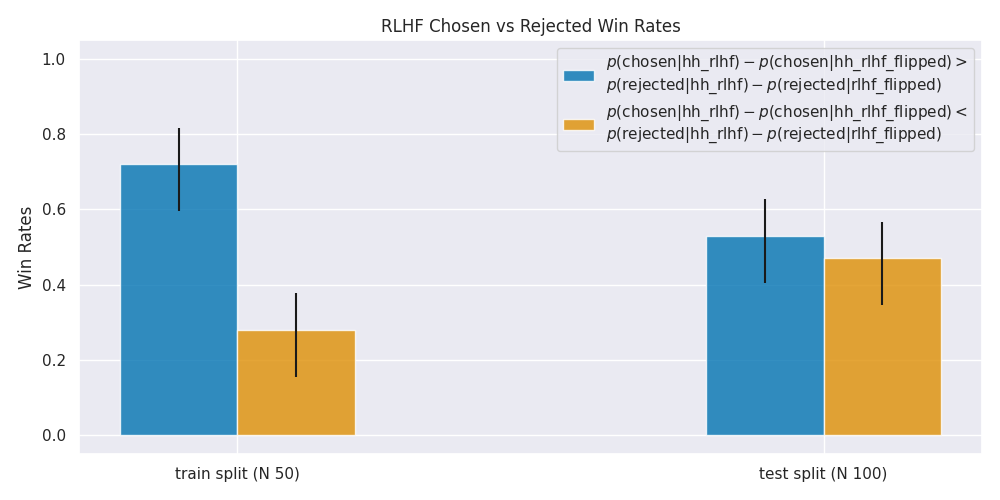 RLHF Chosen vs Rejected Win Rates
p(chosen|hh_rlhf) − p(chosen|hh_rlhf_flipped) >
p(rejected|hh_rlhf) − p(rejected|rlhf_flipped)
p(chosen|hh_rlhf) − p(chosen|hh_rlhf_flipped) <
p(rejected|hh_rlhf) − p(rejected|rlhf_flipped)
Win Rates
1.0
0.8
0.6
0.4
0.2
0.0
train split (N 50)
test split (N 100)